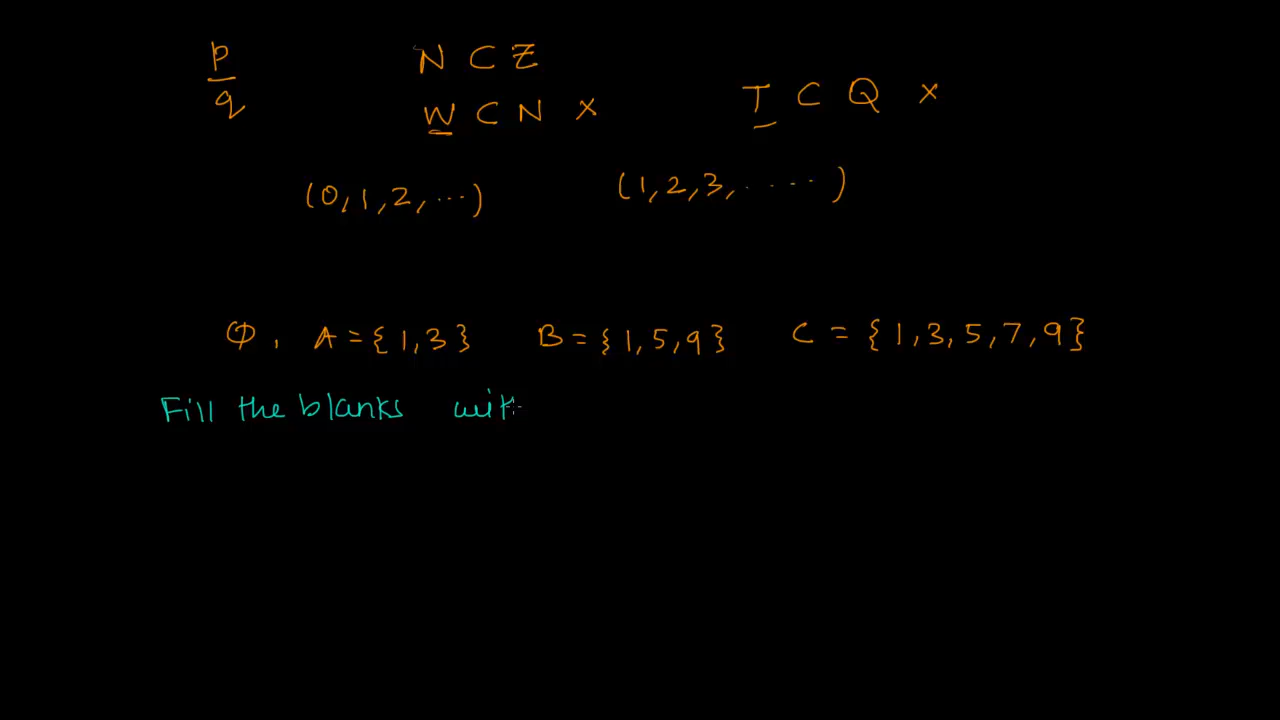 p/q
N ⊂ Z
W ⊂ N ×
T ⊂ Q ×
(0, 1, 2, ...)
(1, 2, 3, .....)
Φ, A = {1, 3} B = {1, 5, 9} C = {1, 3, 5, 7, 9}
Fill the blanks wit